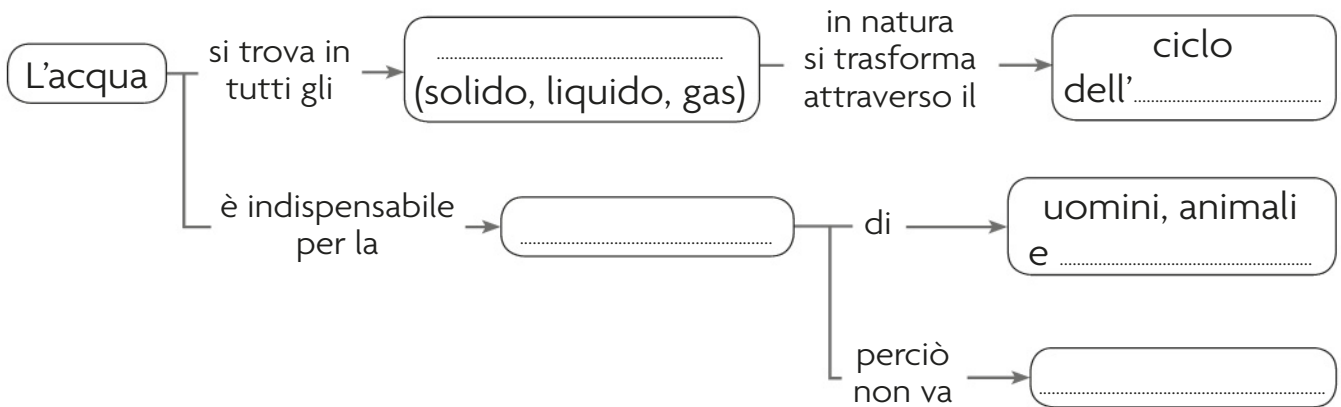 L'acqua
si trova in
tutti gli
................................................
(solido, liquido, gas)
in natura
si trasforma
attraverso il
ciclo
dell'................................
è indispensabile
per la
..........................................
di
uomini, animali
e ..........................................
perciò
non va
................................................